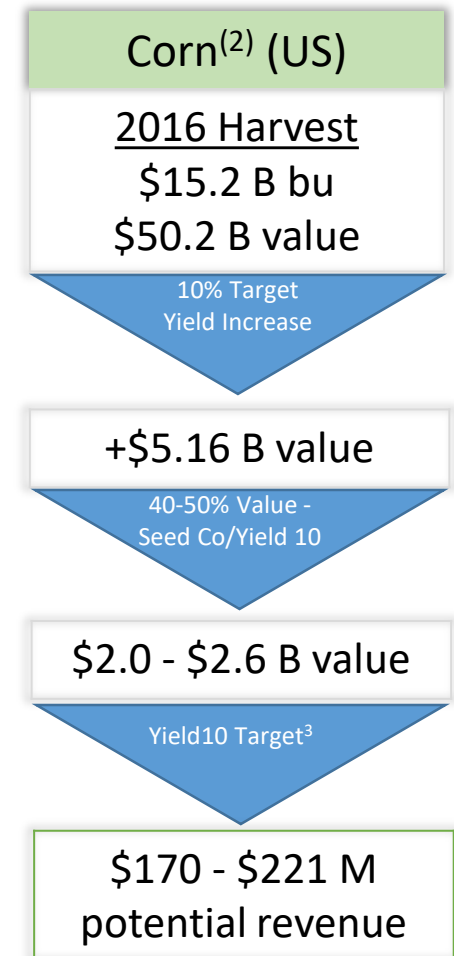 Corn(2) (US)
2016 Harvest
$15.2 B bu
$50.2 B value
10% Target
Yield Increase
+$5.16 B value
40-50% Value -
Seed Co/Yield 10
$2.0 - $2.6 B value
Yield10 Target3
$170 - $221 M
potential revenue